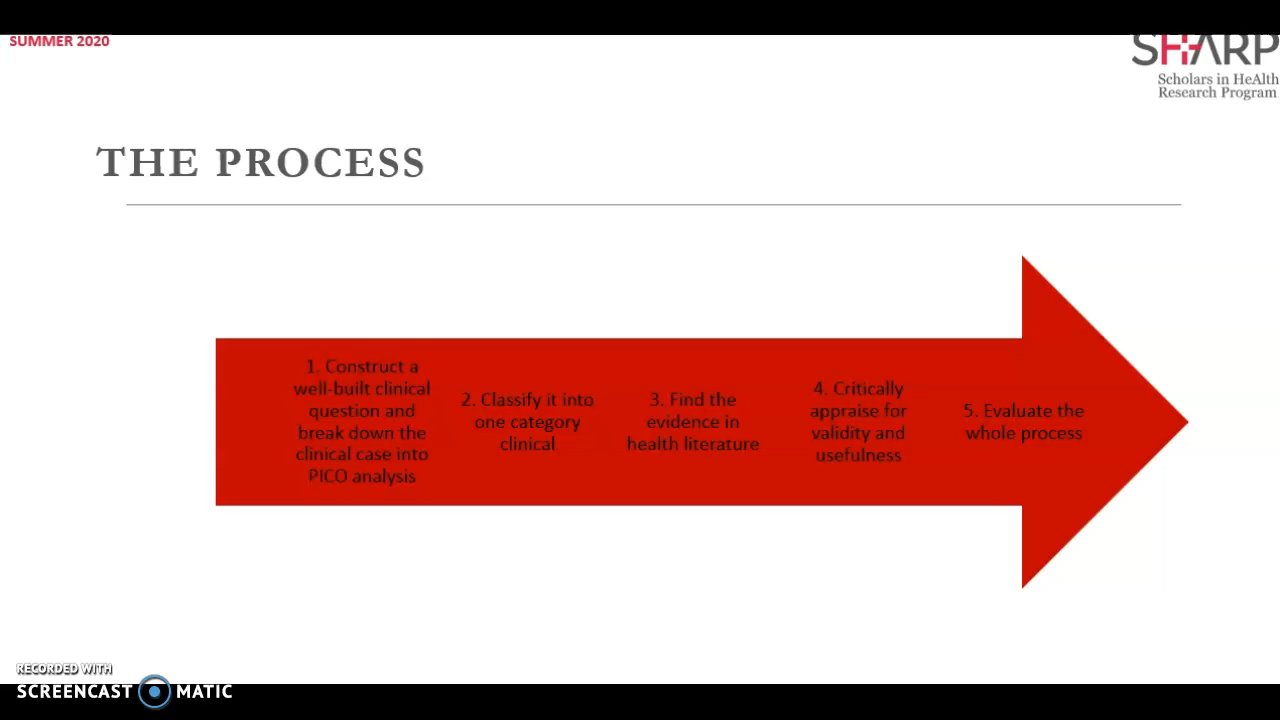 SUMMER 2020
SHARP
Scholars in HeAlth
Research Program
THE PROCESS
1. Construct a
well-built clinical
question and
break down the
clinical case into
PICO analysis
2. Classify it into
one category
clinical
3. Find the
evidence in
health literature
4. Critically
appraise for
validity and
usefulness
5. Evaluate the
whole process
RECORDED WITH
SCREENCAST MATIC